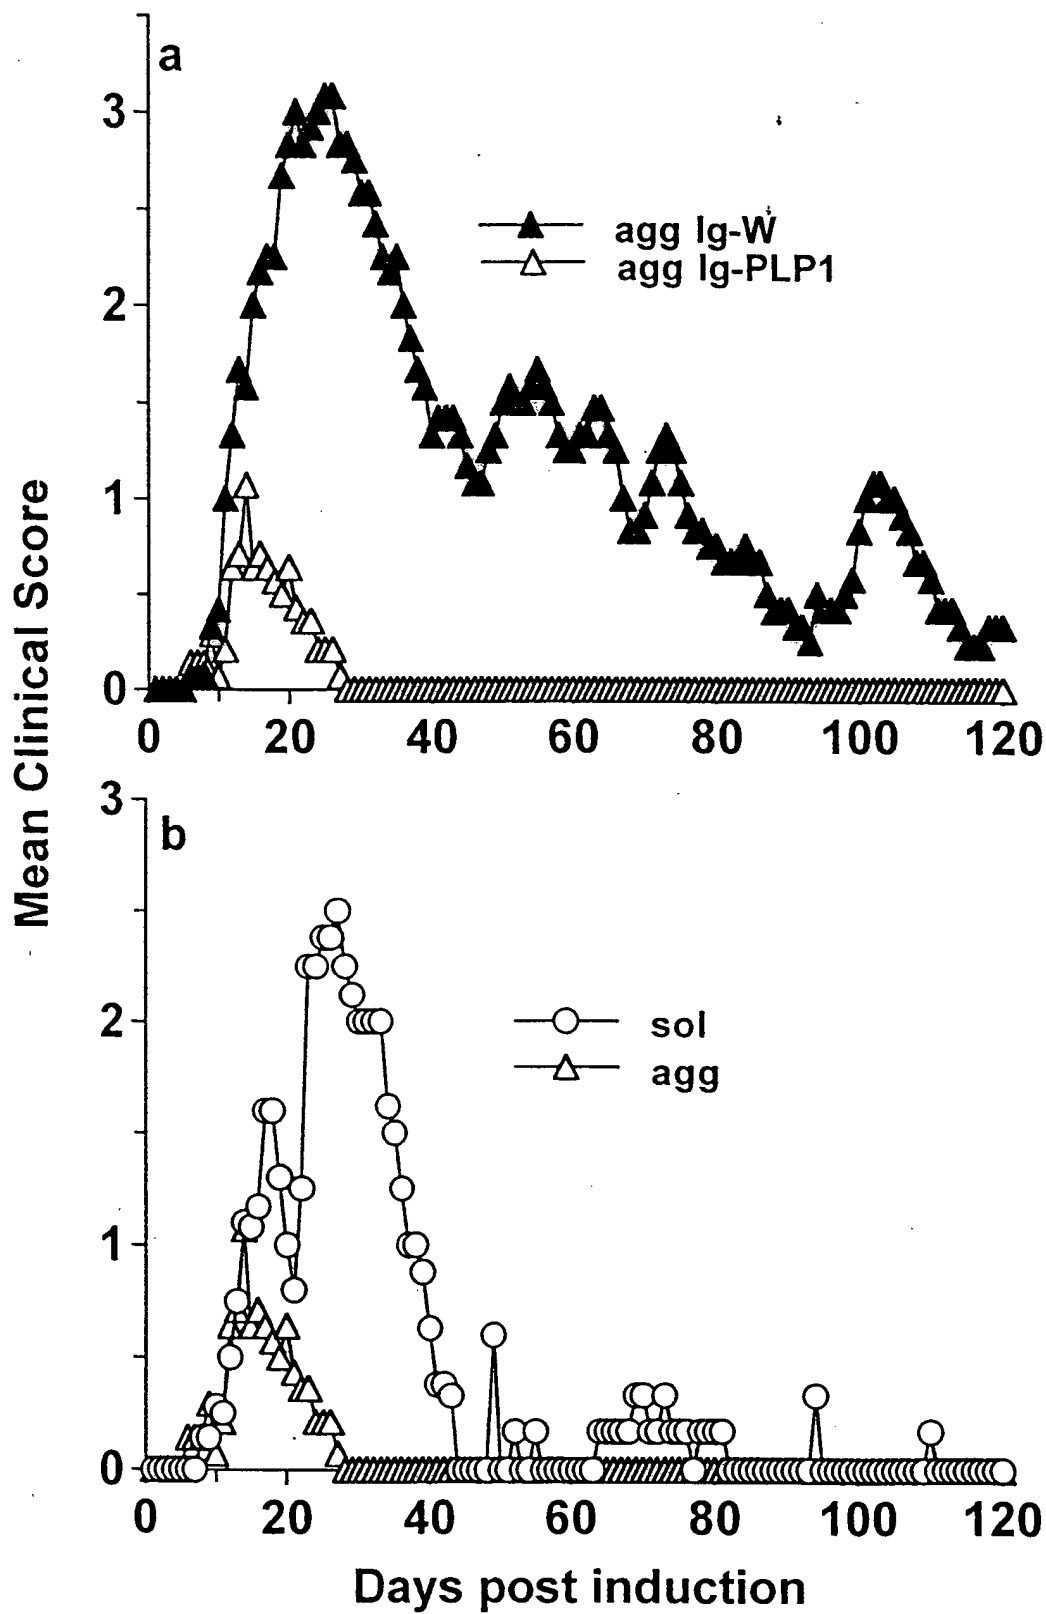 a
3
2
1
0
agg Ig-W
agg Ig-PLP1
0 20 40 60 80 100 120
Mean Clinical Score
b
3
2
1
0
sol
agg
0 20 40 60 80 100 120
Days post induction